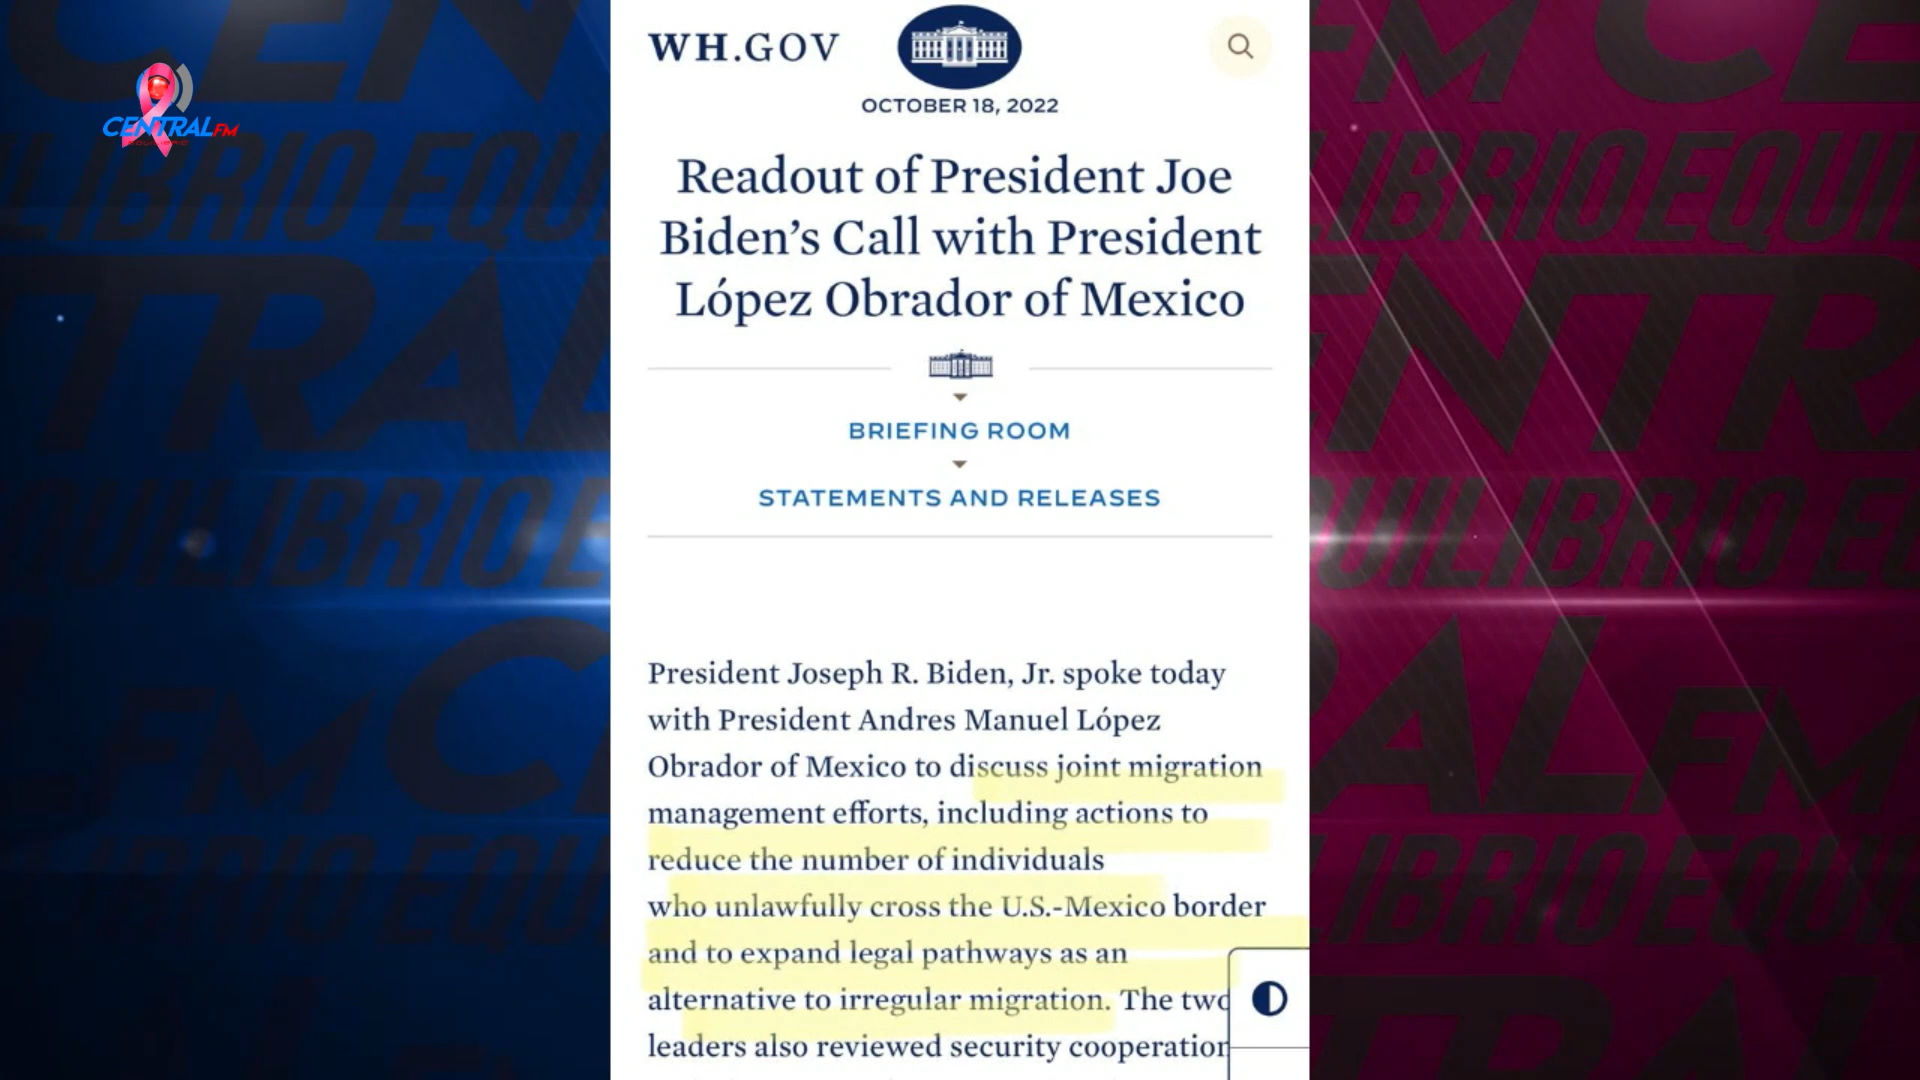 WH.GOV
OCTOBER 18, 2022
CENTRAL FM
Readout of President Joe
Biden’s Call with President
López Obrador of Mexico
BRIEFING ROOM
STATEMENTS AND RELEASES
President Joseph R. Biden, Jr. spoke today
with President Andres Manuel López
Obrador of Mexico to discuss joint migration
management efforts, including actions to
reduce the number of individuals
who unlawfully cross the U.S.-Mexico border
and to expand legal pathways as an
alternative to irregular migration. The two
leaders also reviewed security cooperation